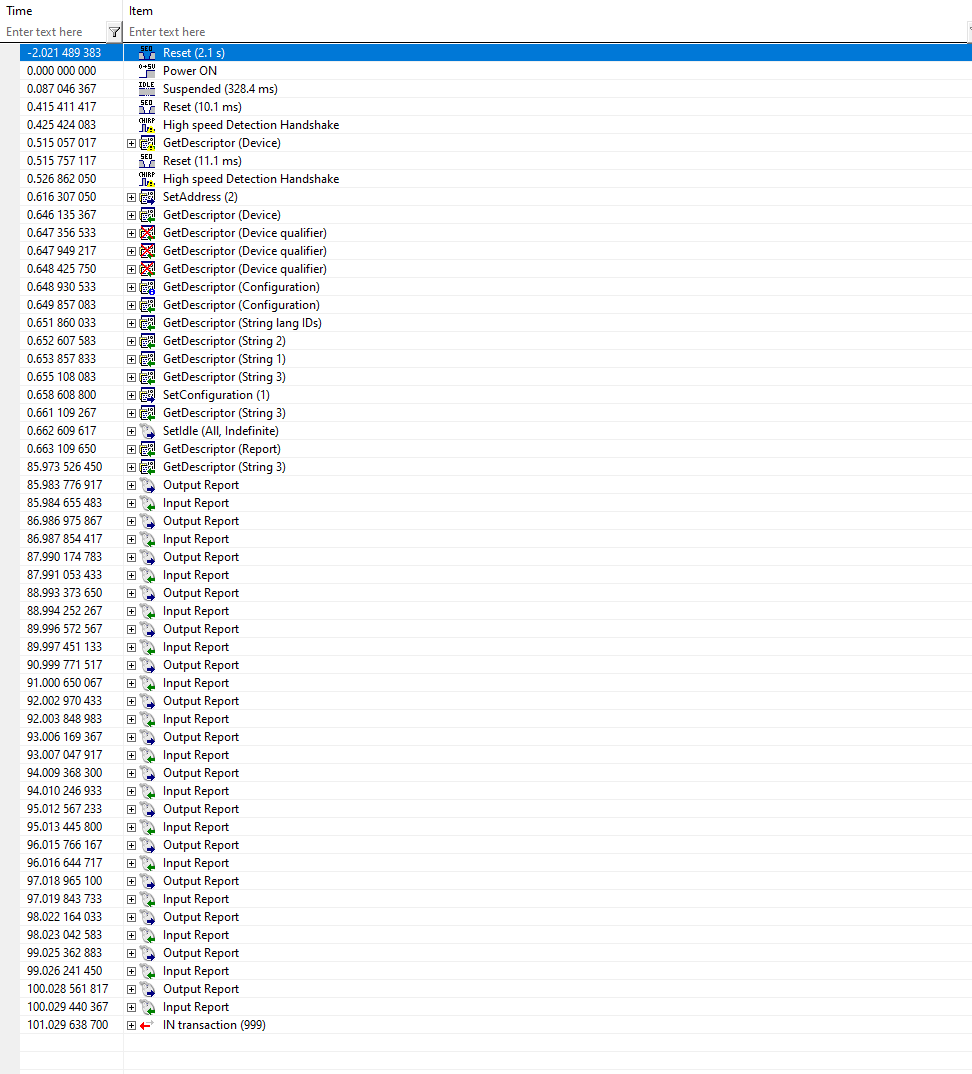 Time Item
Enter text here Enter text here
-2.021 489 383 Reset (2.1 s)
0.000 000 000 Power ON
0.087 046 367 Suspended (328.4 ms)
0.415 411 417 Reset (10.1 ms)
0.425 424 083 High speed Detection Handshake
0.515 057 017 GetDescriptor (Device)
0.515 757 117 Reset (11.1 ms)
0.526 862 050 High speed Detection Handshake
0.616 307 050 SetAddress (2)
0.646 135 367 GetDescriptor (Device)
0.647 356 533 GetDescriptor (Device qualifier)
0.647 949 217 GetDescriptor (Device qualifier)
0.648 425 750 GetDescriptor (Device qualifier)
0.648 930 533 GetDescriptor (Configuration)
0.649 857 083 GetDescriptor (Configuration)
0.651 860 033 GetDescriptor (String lang IDs)
0.652 607 583 GetDescriptor (String 2)
0.653 857 833 GetDescriptor (String 1)
0.655 108 083 GetDescriptor (String 3)
0.658 608 800 SetConfiguration (1)
0.661 109 267 GetDescriptor (String 3)
0.662 609 617 SetIdle (All, Indefinite)
0.663 109 650 GetDescriptor (Report)
85.973 526 450 GetDescriptor (String 3)
85.983 776 917 Output Report
85.984 655 483 Input Report
86.986 975 867 Output Report
86.987 854 417 Input Report
87.990 174 783 Output Report
87.991 053 433 Input Report
88.993 373 650 Output Report
88.994 252 267 Input Report
89.996 572 567 Output Report
89.997 451 133 Input Report
90.999 771 517 Output Report
91.000 650 067 Input Report
92.002 970 433 Output Report
92.003 848 983 Input Report
93.006 169 367 Output Report
93.007 047 917 Input Report
94.009 368 300 Output Report
94.010 246 933 Input Report
95.012 567 233 Output Report
95.013 445 800 Input Report
96.015 766 167 Output Report
96.016 644 717 Input Report
97.018 965 100 Output Report
97.019 843 733 Input Report
98.022 164 033 Output Report
98.023 042 583 Input Report
99.025 362 883 Output Report
99.026 241 450 Input Report
100.028 561 817 Output Report
100.029 440 367 Input Report
101.029 638 700 IN transaction (999)